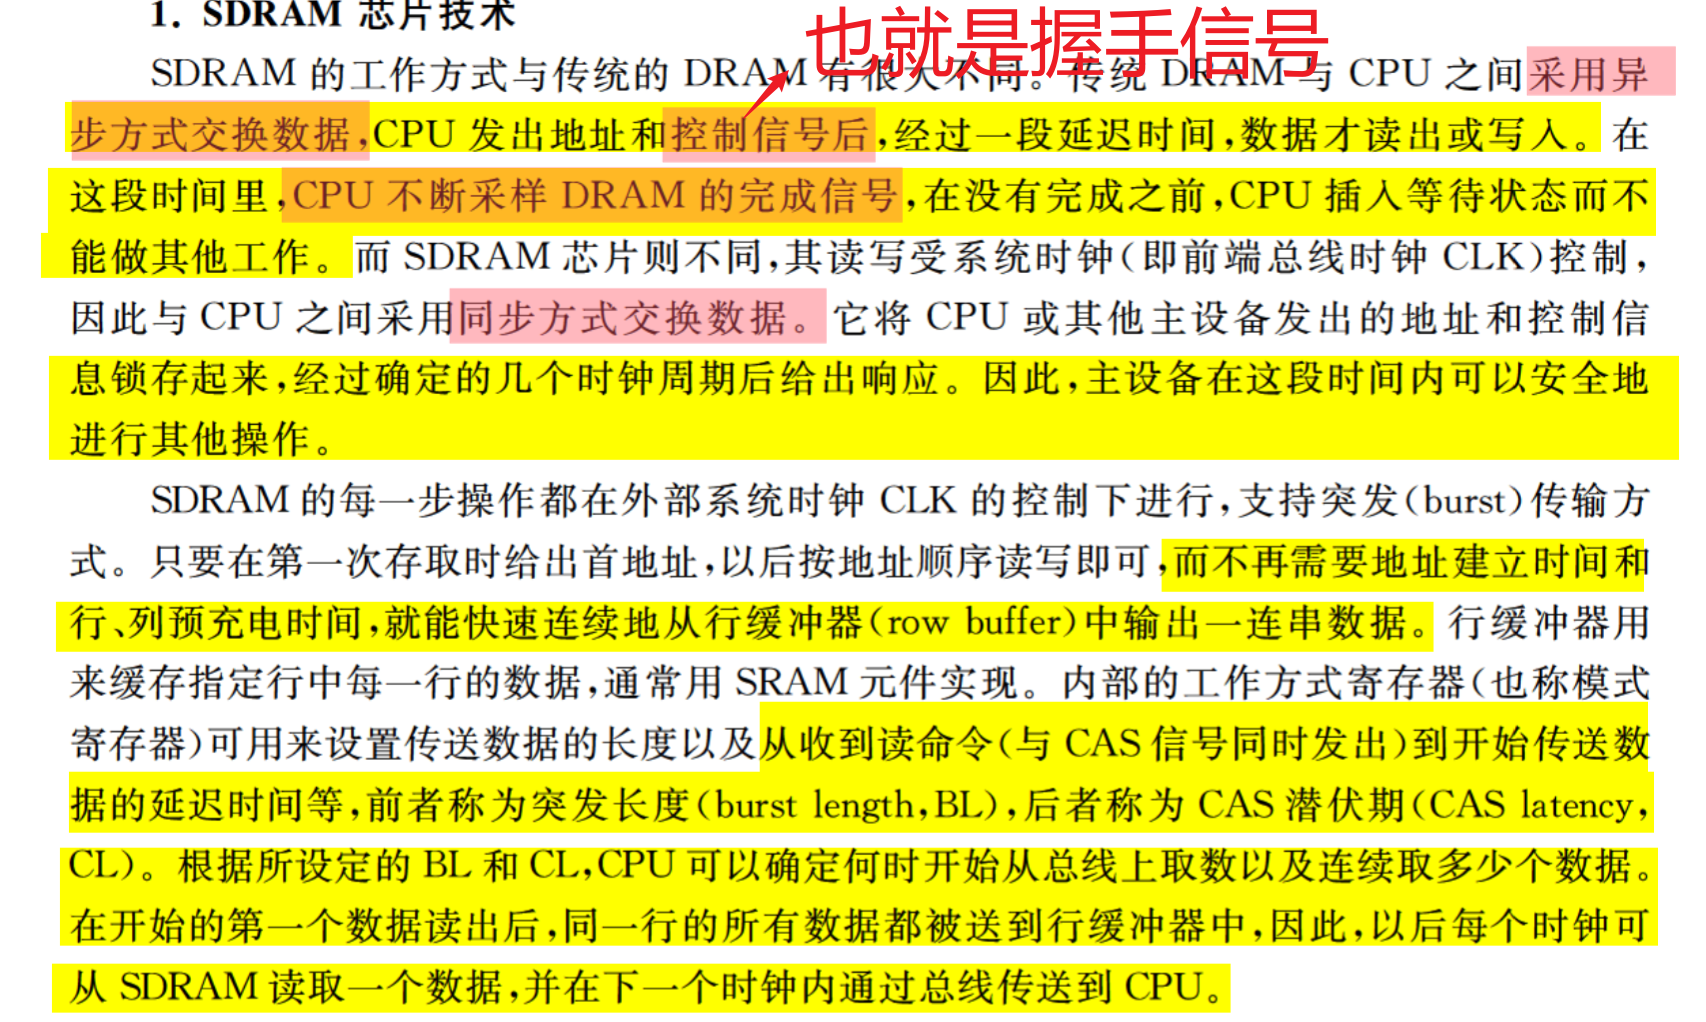 1. SDRAM 芯片技术
也就是握手信号
SDRAM 的工作方式与传统的 DRAM 有很大不同。传统 DRAM 与 CPU 之间采用异
步方式交换数据,CPU 发出地址和控制信号后,经过一段延迟时间,数据才读出或写入。在
这段时间里,CPU 不断采样 DRAM 的完成信号,在没有完成之前,CPU 插入等待状态而不
能做其他工作。而 SDRAM 芯片则不同,其读写受系统时钟(即前端总线时钟 CLK)控制,
因此与 CPU 之间采用同步方式交换数据。它将 CPU 或其他主设备发出的地址和控制信
息锁存起来,经过确定的几个时钟周期后给出响应。因此,主设备在这段时间内可以安全地
进行其他操作。
SDRAM 的每一步操作都在外部系统时钟 CLK 的控制下进行,支持突发(burst)传输方
式。只要在第一次存取时给出首地址,以后按地址顺序读写即可,而不再需要地址建立时间和
行、列预充电时间,就能快速连续地从行缓冲器(row buffer)中输出一连串数据。行缓冲器用
来缓存指定行中每一行的数据,通常用 SRAM 元件实现。内部的工作方式寄存器(也称模式
寄存器)可用来设置传送数据的长度以及从收到读命令(与 CAS 信号同时发出)到开始传送数
据的延迟时间等,前者称为突发长度(burst length,BL),后者称为 CAS 潜伏期(CAS latency,
CL)。根据所设定的 BL 和 CL,CPU 可以确定何时开始从总线上取数以及连续取多少个数据。
在开始的第一个数据读出后,同一行的所有数据都被送到行缓冲器中,因此,以后每个时钟可
从 SDRAM 读取一个数据,并在下一个时钟内通过总线传送到 CPU。